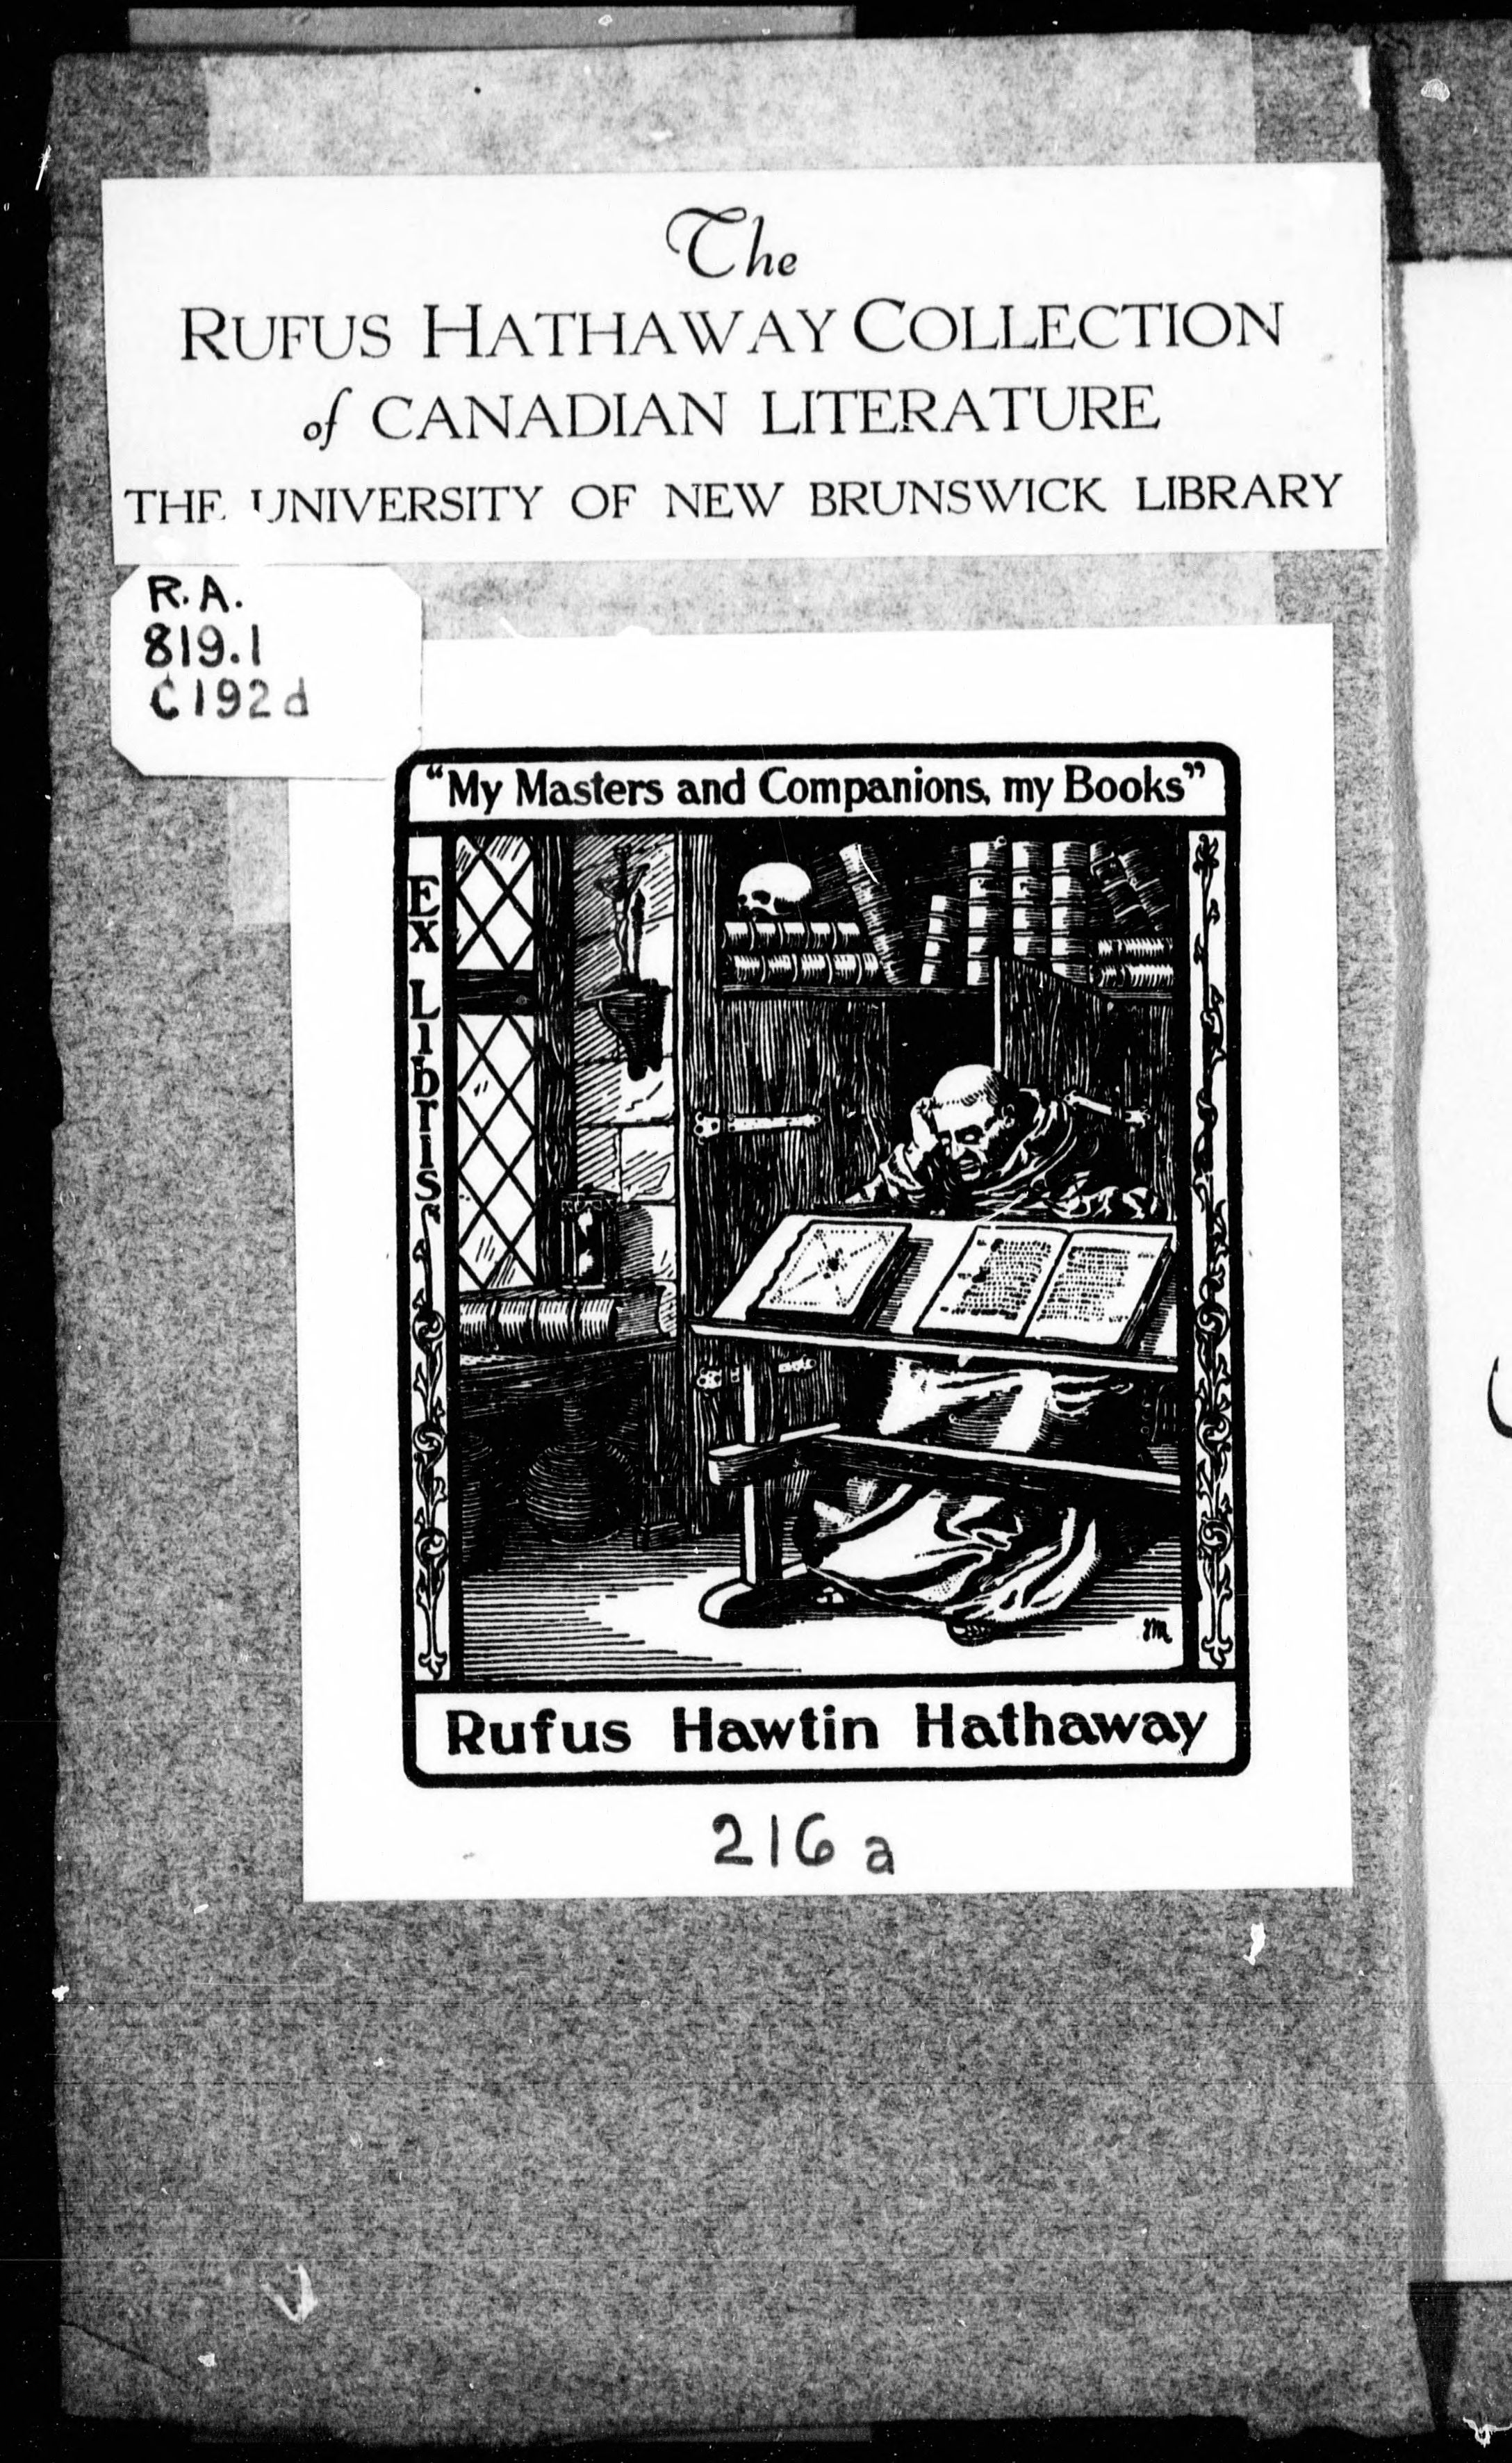 The
RUFUS HATHAWAY COLLECTION
of CANADIAN LITERATURE
THE UNIVERSITY OF NEW BRUNSWICK LIBRARY
R.A.
819.1
C192d
“My Masters and Companions, my Books”
Ex Libris
Rufus Hawtin Hathaway
216 a